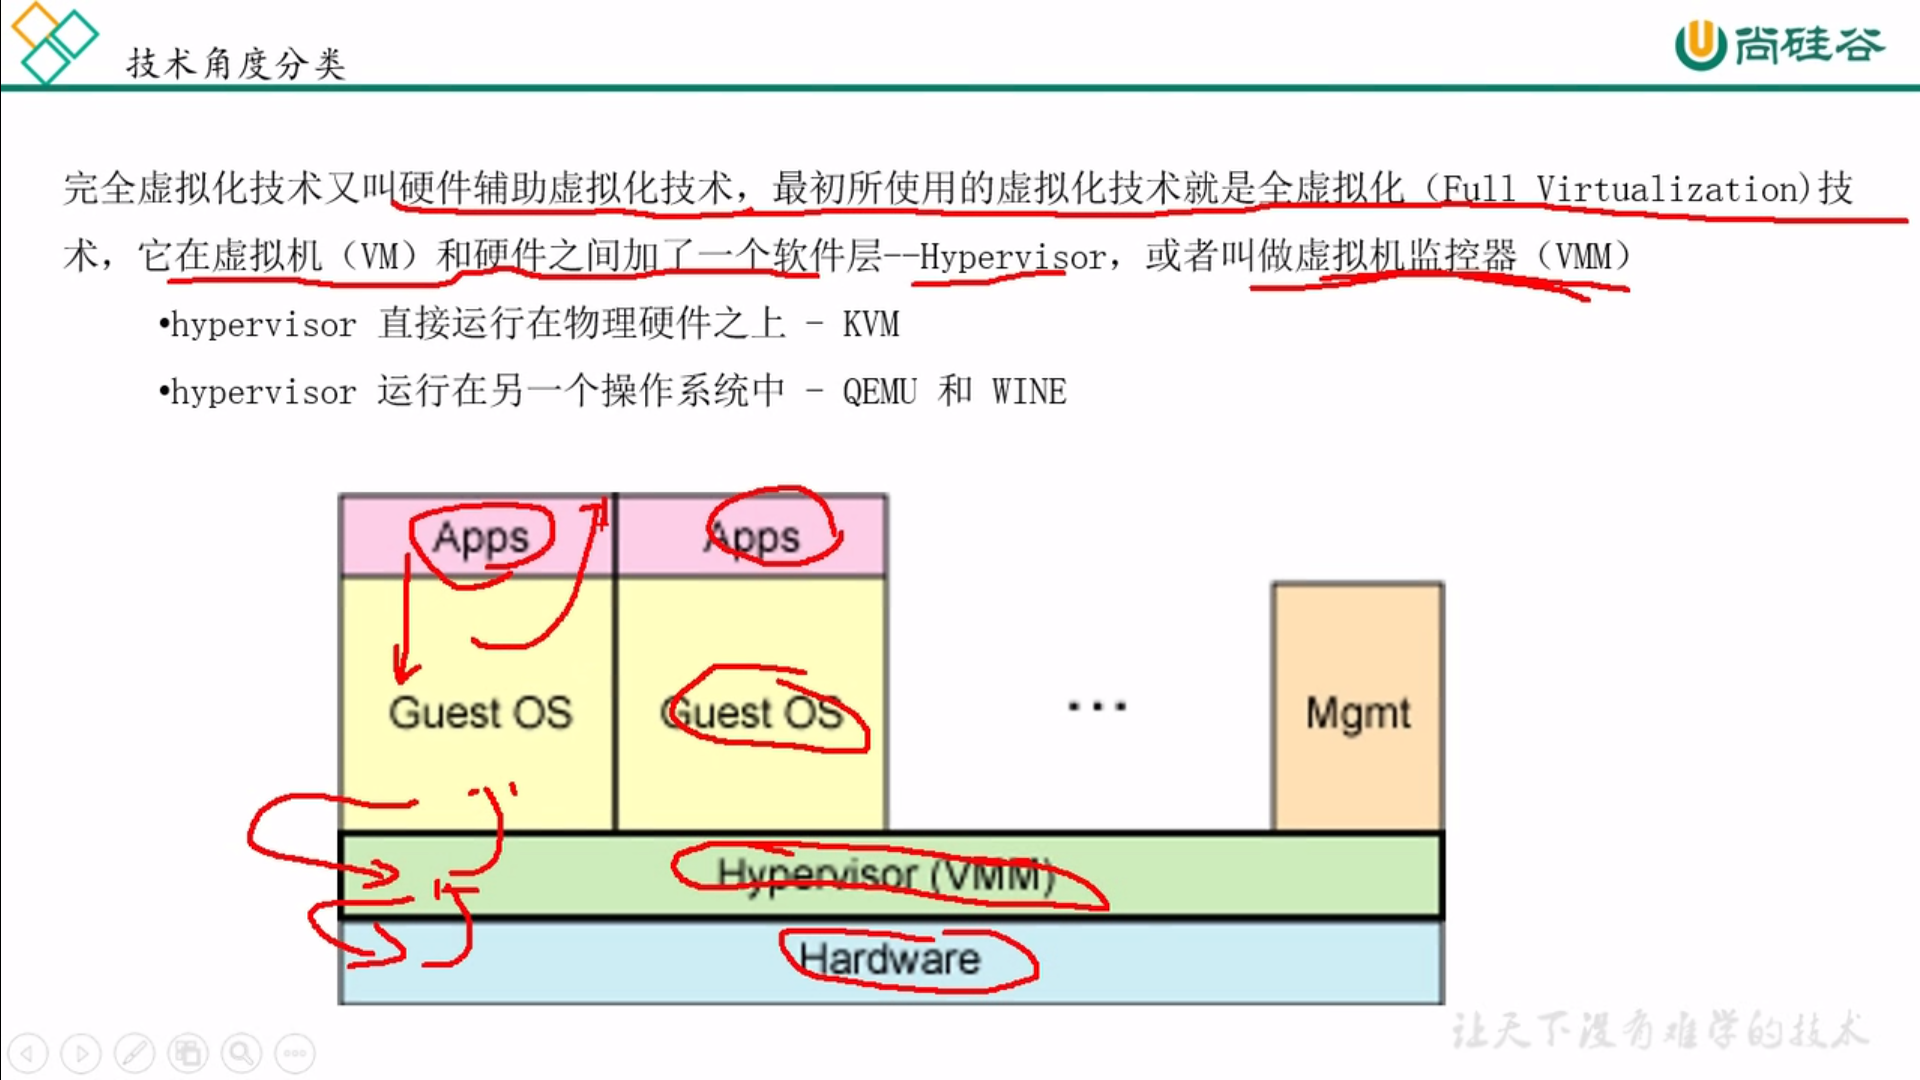 技术角度分类
尚硅谷
完全虚拟化技术又叫硬件辅助虚拟化技术，最初所使用的虚拟化技术就是全虚拟化（Full Virtualization)技
术，它在虚拟机（VM）和硬件之间加了一个软件层--Hypervisor，或者叫做虚拟机监控器（VMM）
•hypervisor 直接运行在物理硬件之上 - KVM
•hypervisor 运行在另一个操作系统中 - QEMU 和 WINE
Apps
Apps
Guest OS
Guest OS
...
Mgmt
Hypervisor (VMM)
Hardware
让天下没有难学的技术